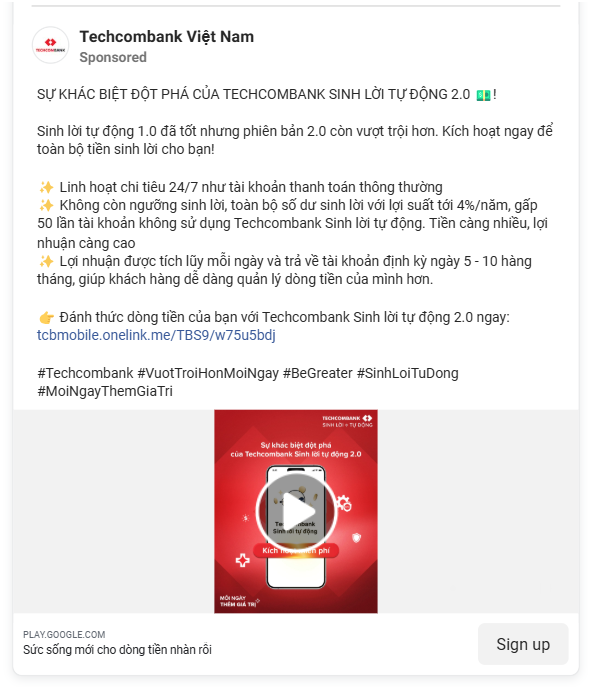 TECHCOMBANK
Techcombank Việt Nam
Sponsored
SỰ KHÁC BIỆT ĐỘT PHÁ CỦA TECHCOMBANK SINH LỜI TỰ ĐỘNG 2.0 💵 !
Sinh lời tự động 1.0 đã tốt nhưng phiên bản 2.0 còn vượt trội hơn. Kích hoạt ngay để
toàn bộ tiền sinh lời cho bạn!
✨ Linh hoạt chi tiêu 24/7 như tài khoản thanh toán thông thường
✨ Không còn ngưỡng sinh lời, toàn bộ số dư sinh lời với lợi suất tới 4%/năm, gấp
50 lần tài khoản không sử dụng Techcombank Sinh lời tự động. Tiền càng nhiều, lợi
nhuận càng cao
✨ Lợi nhuận được tích lũy mỗi ngày và trả về tài khoản định kỳ ngày 5 - 10 hàng
tháng, giúp khách hàng dễ dàng quản lý dòng tiền của mình hơn.
👉 Đánh thức dòng tiền của bạn với Techcombank Sinh lời tự động 2.0 ngay:
tcbmobile.onelink.me/TBS9/w75u5bdj
#Techcombank #VuotTroiHonMoiNgay #BeGreater #SinhLoiTuDong
#MoiNgayThemGiaTri
TECHCOMBANK
SINH LỜI TỰ ĐỘNG
Sự khác biệt đột phá
của Techcombank Sinh lời tự động 2.0
Sinh lời tự động
Kích phí
MỖI NGÀY
THÊM GIÁ TRỊ
PLAY.GOOGLE.COM
Sức sống mới cho dòng tiền nhàn rỗi
Sign up